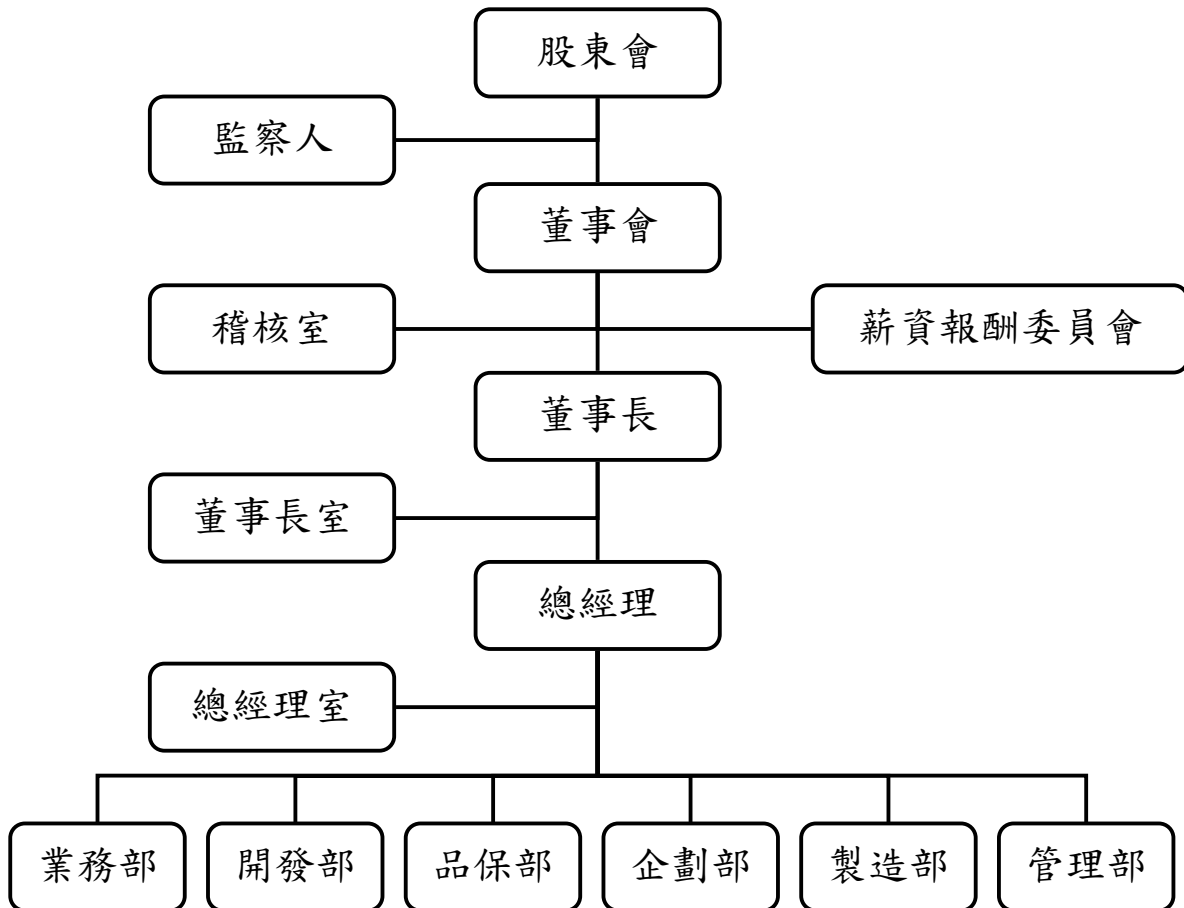 股東會
監察人
董事會
稽核室
薪資報酬委員會
董事長
董事長室
總經理
總經理室
業務部
開發部
品保部
企劃部
製造部
管理部